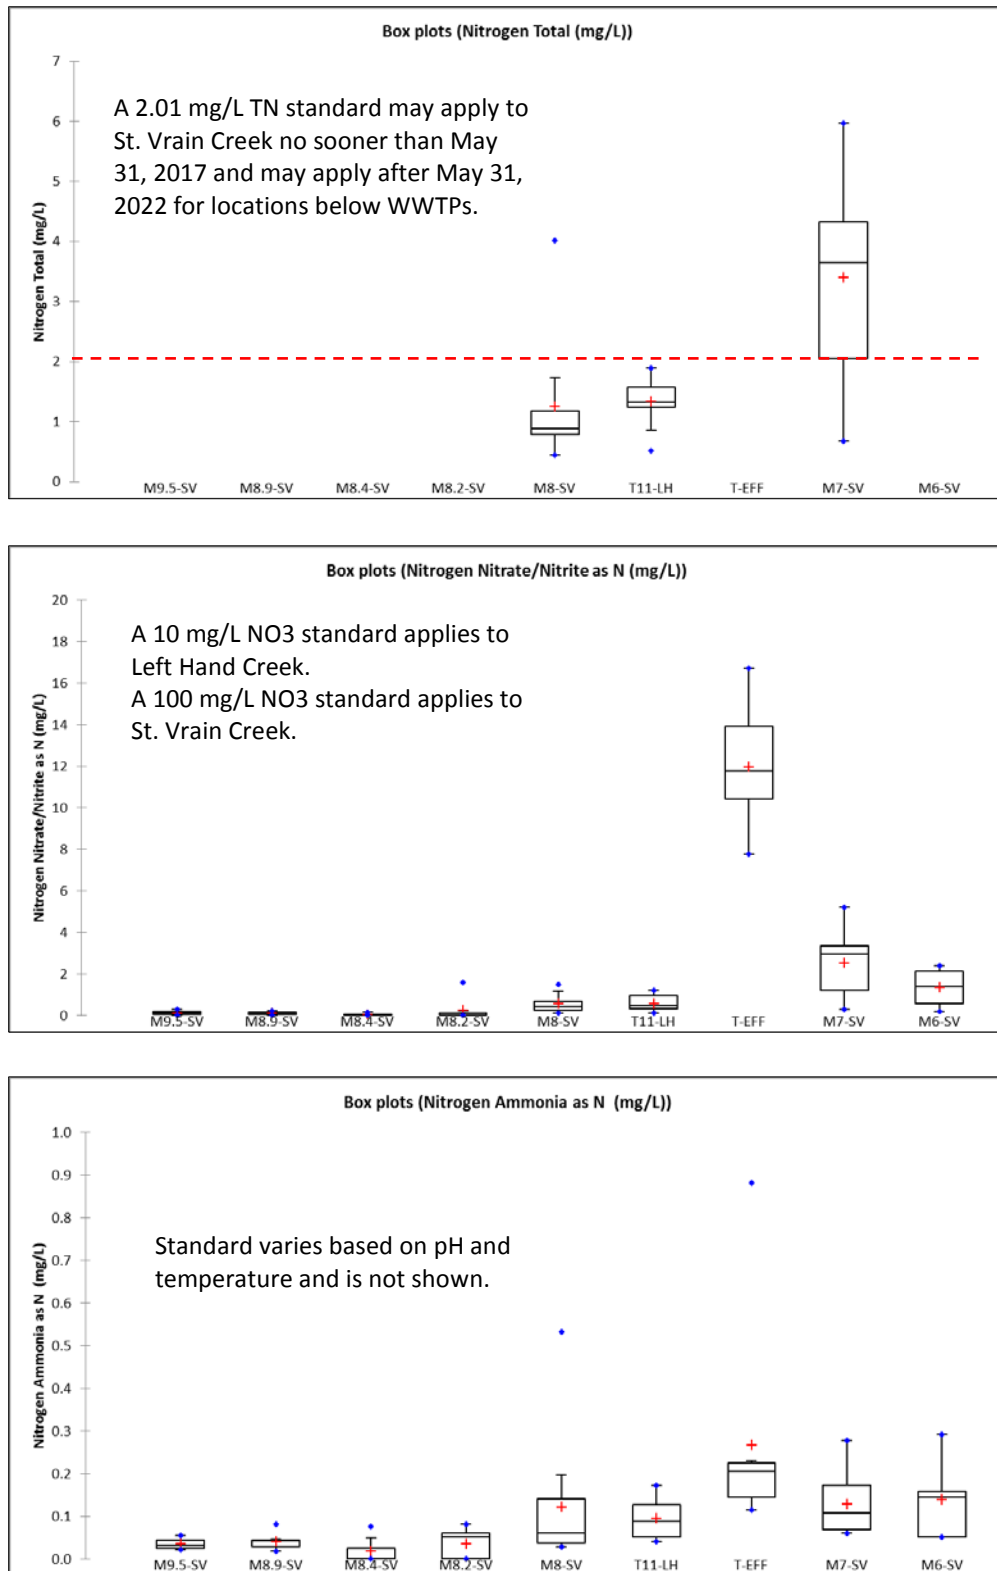 Box plots (Nitrogen Total (mg/L))
Nitrogen Total (mg/L)
7
6
5
4
3
2
1
0
A 2.01 mg/L TN standard may apply to
St. Vrain Creek no sooner than May
31, 2017 and may apply after May 31,
2022 for locations below WWTPs.
M9.5-SV M8.9-SV M8.4-SV M8.2-SV M8-SV T11-LH T-EFF M7-SV M6-SV
Box plots (Nitrogen Nitrate/Nitrite as N (mg/L))
Nitrogen Nitrate/Nitrite as N (mg/L)
20
18
16
14
12
10
8
6
4
2
0
A 10 mg/L NO3 standard applies to
Left Hand Creek.
A 100 mg/L NO3 standard applies to
St. Vrain Creek.
M9.5-SV M8.9-SV M8.4-SV M8.2-SV M8-SV T11-LH T-EFF M7-SV M6-SV
Box plots (Nitrogen Ammonia as N (mg/L))
Nitrogen Ammonia as N (mg/L)
1.0
0.9
0.8
0.7
0.6
0.5
0.4
0.3
0.2
0.1
0.0
Standard varies based on pH and
temperature and is not shown.
M9.5-SV M8.9-SV M8.4-SV M8.2-SV M8-SV T11-LH T-EFF M7-SV M6-SV